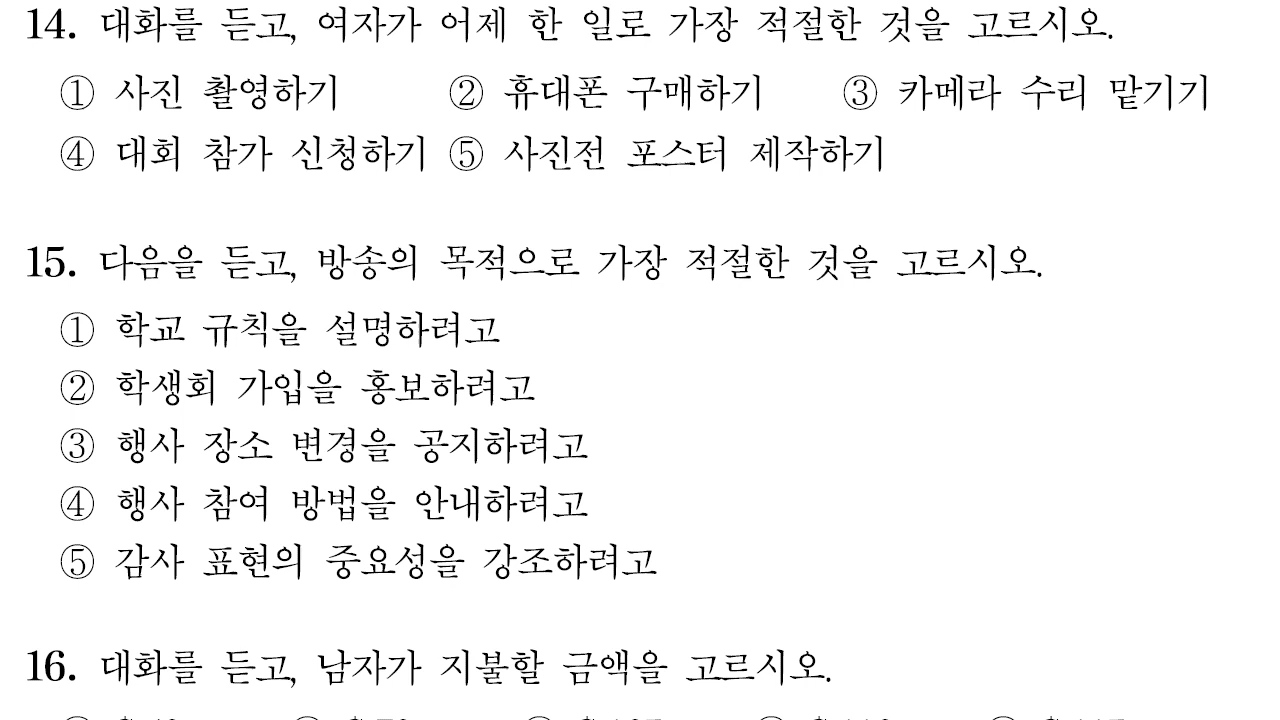 14. 대화를 듣고, 여자가 어제 한 일로 가장 적절한 것을 고르시오.
① 사진 촬영하기 ② 휴대폰 구매하기 ③ 카메라 수리 맡기기
④ 대회 참가 신청하기 ⑤ 사진전 포스터 제작하기
15. 다음을 듣고, 방송의 목적으로 가장 적절한 것을 고르시오.
① 학교 규칙을 설명하려고
② 학생회 가입을 홍보하려고
③ 행사 장소 변경을 공지하려고
④ 행사 참여 방법을 안내하려고
⑤ 감사 표현의 중요성을 강조하려고
16. 대화를 듣고, 남자가 지불할 금액을 고르시오.